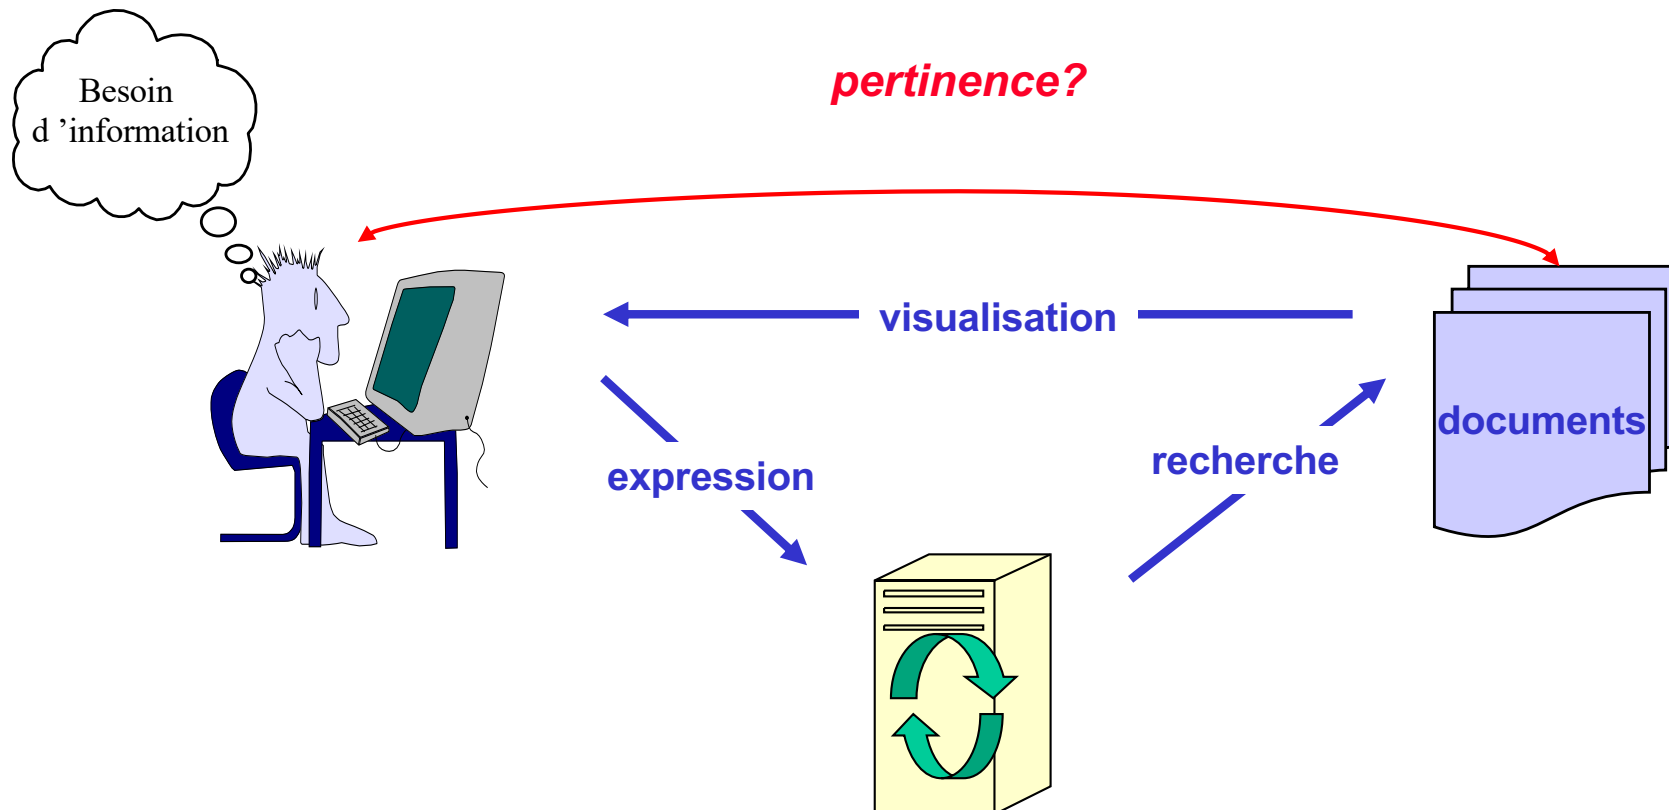 Besoin
d ’information
pertinence?
visualisation
documents
recherche
expression